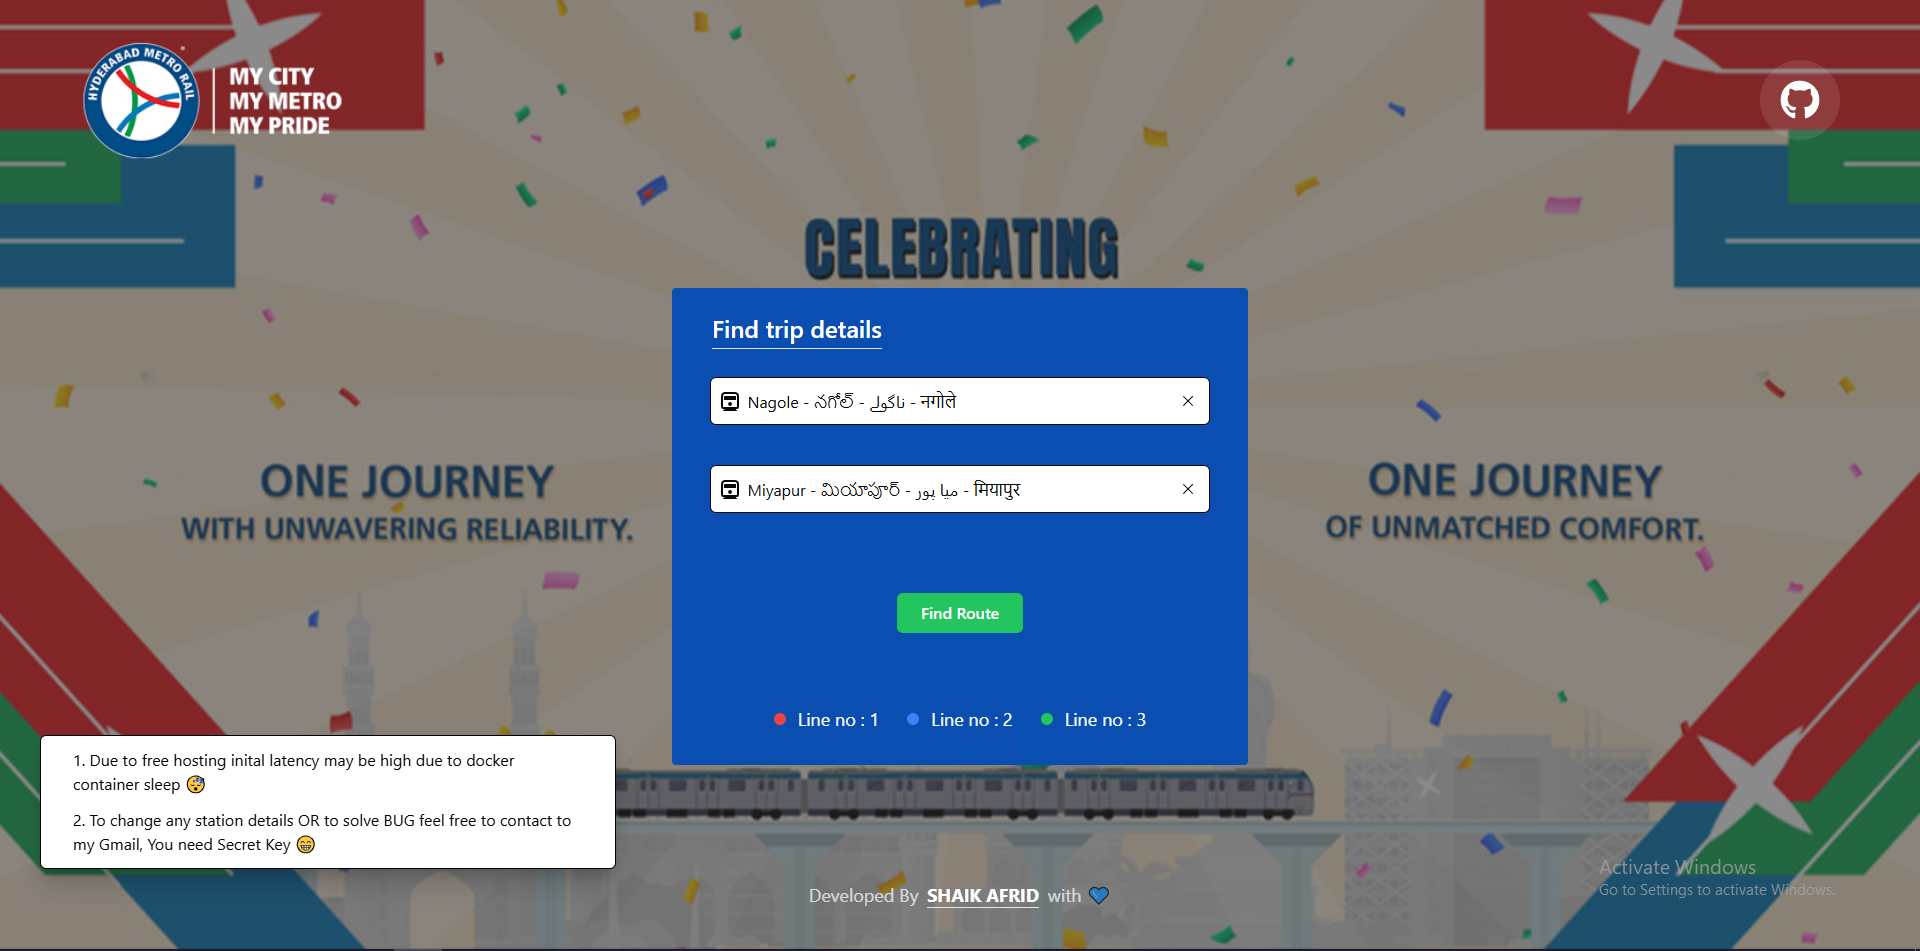 HYDERABAD METRO RAIL
MY CITY
MY METRO
MY PRIDE
CELEBRATING
Find trip details
Nagole - నగోల్ - ناگولے - नगोले
Miyapur - మియాపూర్ - میا پور - मियापुर
ONE JOURNEY
WITH UNWAVERING RELIABILITY.
ONE JOURNEY
OF UNMATCHED COMFORT.
Find Route
Line no : 1 Line no : 2 Line no : 3
1. Due to free hosting inital latency may be high due to docker
container sleep 😴
2. To change any station details OR to solve BUG feel free to contact to
my Gmail, You need Secret Key 😁
Activate Windows
Go to Settings to activate Windows.
Developed By SHAIK AFRID with 💙